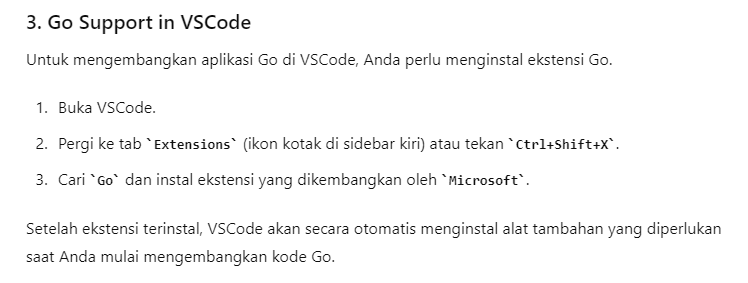 3. Go Support in VSCode
Untuk mengembangkan aplikasi Go di VSCode, Anda perlu menginstal ekstensi Go.
1. Buka VSCode.
2. Pergi ke tab `Extensions` (ikon kotak di sidebar kiri) atau tekan `Ctrl+Shift+X`.
3. Cari `Go` dan instal ekstensi yang dikembangkan oleh `Microsoft`.
Setelah ekstensi terinstal, VSCode akan secara otomatis menginstal alat tambahan yang diperlukan
saat Anda mulai mengembangkan kode Go.